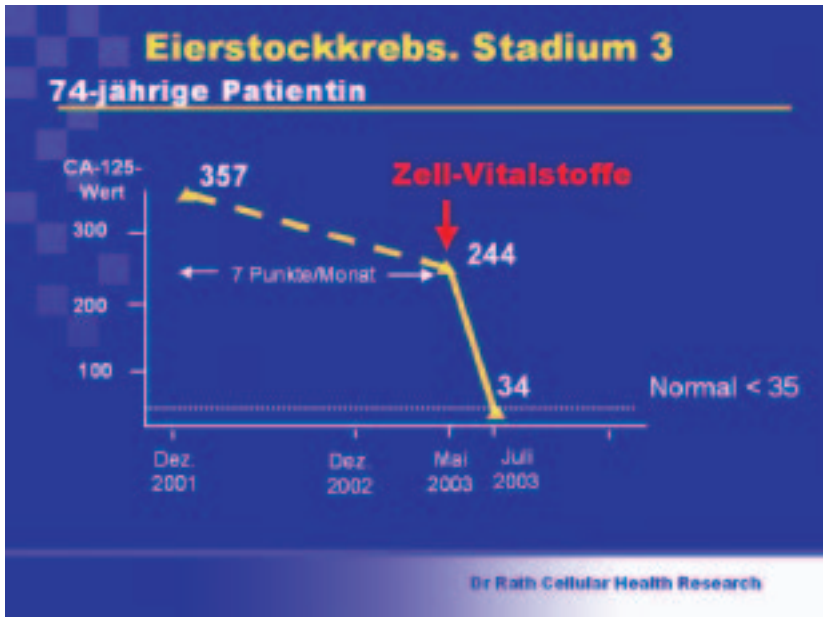 Eierstockkrebs. Stadium 3
74-jährige Patientin
CA-125-
Wert
357
Zell-Vitalstoffe
300
244
7 Punkte/Monat
200
100
34
Normal < 35
Dez.
2001
Dez.
2002
Mai
2003
Juli
2003
Dr Rath Cellular Health Research